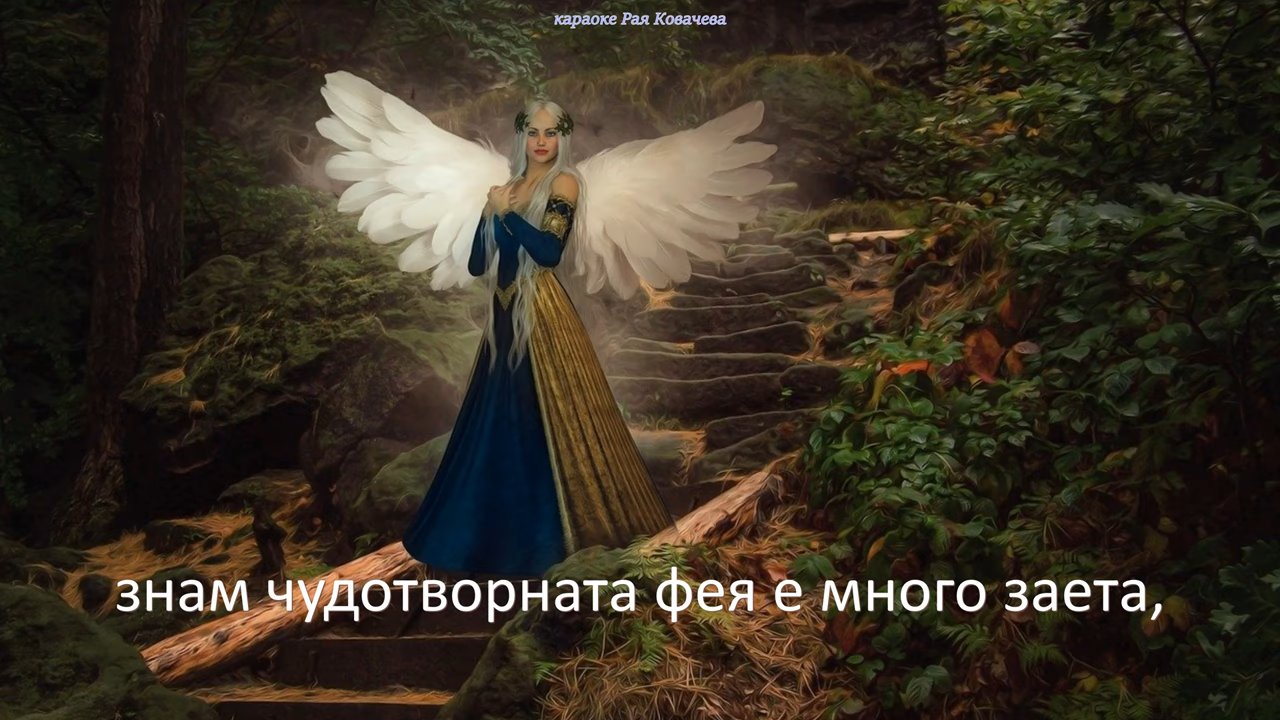 караоке Рая Ковачева
знам чудотворната фея е много заета,